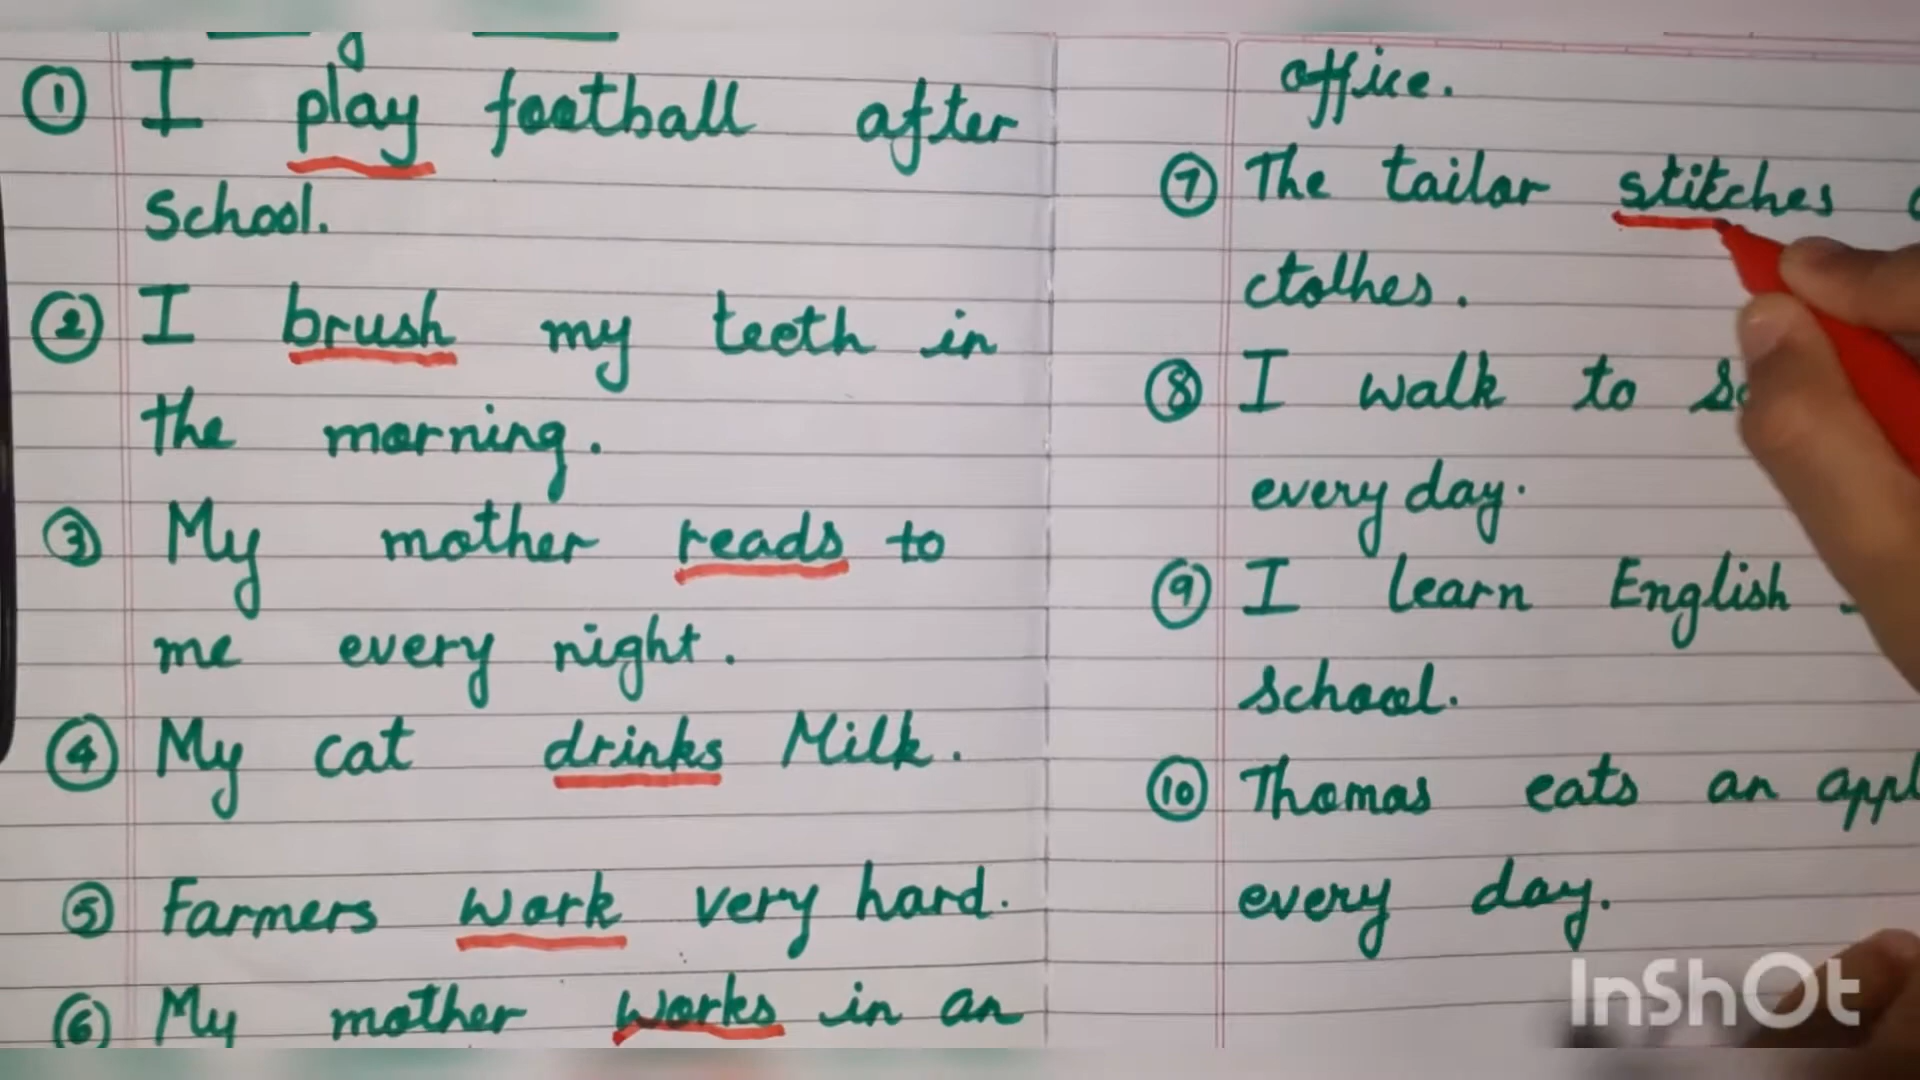 ① I play football after
School.
② I brush my teeth in
the morning.
③ My mother reads to
me every night.
④ My cat drinks Milk.
⑤ Farmers work very hard.
⑥ My mother works in an
office.
⑦ The tailor stitches
ctolhes.
⑧ I walk to
every day.
⑨ I learn English
school.
⑩ Thomas eats an appl
every day.
InShOt